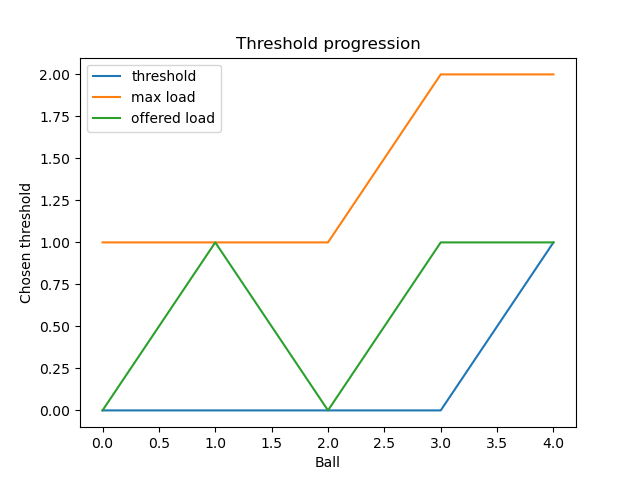 Threshold progression
threshold
max load
offered load
2.00
1.75
1.50
1.25
1.00
0.75
0.50
0.25
0.00
Chosen threshold
0.0 0.5 1.0 1.5 2.0 2.5 3.0 3.5 4.0
Ball